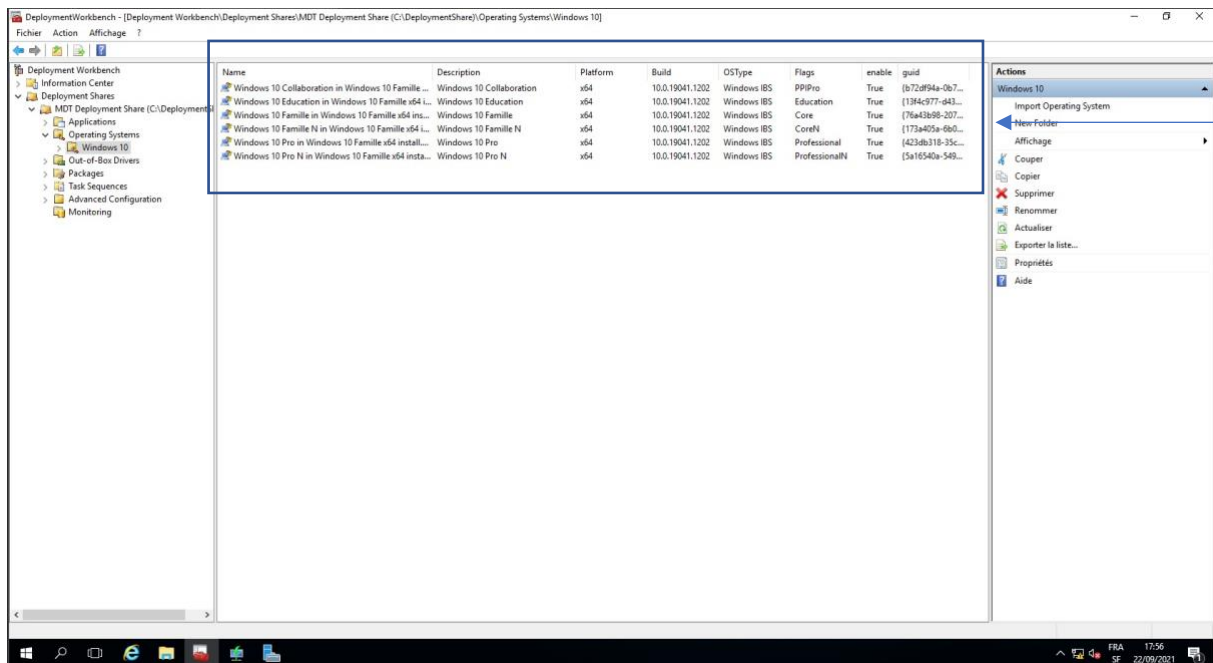 DeploymentWorkbench - [Deployment Workbench\Deployment Shares\MDT Deployment Share (C:\DeploymentShare)\Operating Systems\Windows 10]
Fichier Action Affichage ?
Deployment Workbench
Information Center
Deployment Shares
MDT Deployment Share (C:\Deployment
Applications
Operating Systems
Windows 10
Out-of-Box Drivers
Packages
Task Sequences
Advanced Configuration
Monitoring
Name Description Platform Build OSType Flags enable guid
Windows 10 Collaboration in Windows 10 Famille ... Windows 10 Collaboration x64 10.0.19041.1202 Windows IBS PPIPro True {b72df94a-0b7...
Windows 10 Education in Windows 10 Famille x64 i... Windows 10 Education x64 10.0.19041.1202 Windows IBS Education True {13f4c977-d43...
Windows 10 Famille in Windows 10 Famille x64 ins... Windows 10 Famille x64 10.0.19041.1202 Windows IBS Core True {76a43b98-207...
Windows 10 Famille N in Windows 10 Famille x64 i... Windows 10 Famille N x64 10.0.19041.1202 Windows IBS CoreN True {173a405a-6b0...
Windows 10 Pro in Windows 10 Famille x64 install.... Windows 10 Pro x64 10.0.19041.1202 Windows IBS Professional True {423db318-35c...
Windows 10 Pro N in Windows 10 Famille x64 insta... Windows 10 Pro N x64 10.0.19041.1202 Windows IBS ProfessionalN True {5a16540a-549...
Actions
Windows 10
Import Operating System
New Folder
Affichage
Couper
Copier
Supprimer
Renommer
Actualiser
Exporter la liste...
Propriétés
Aide
FRA 17:56
SF 22/09/2021